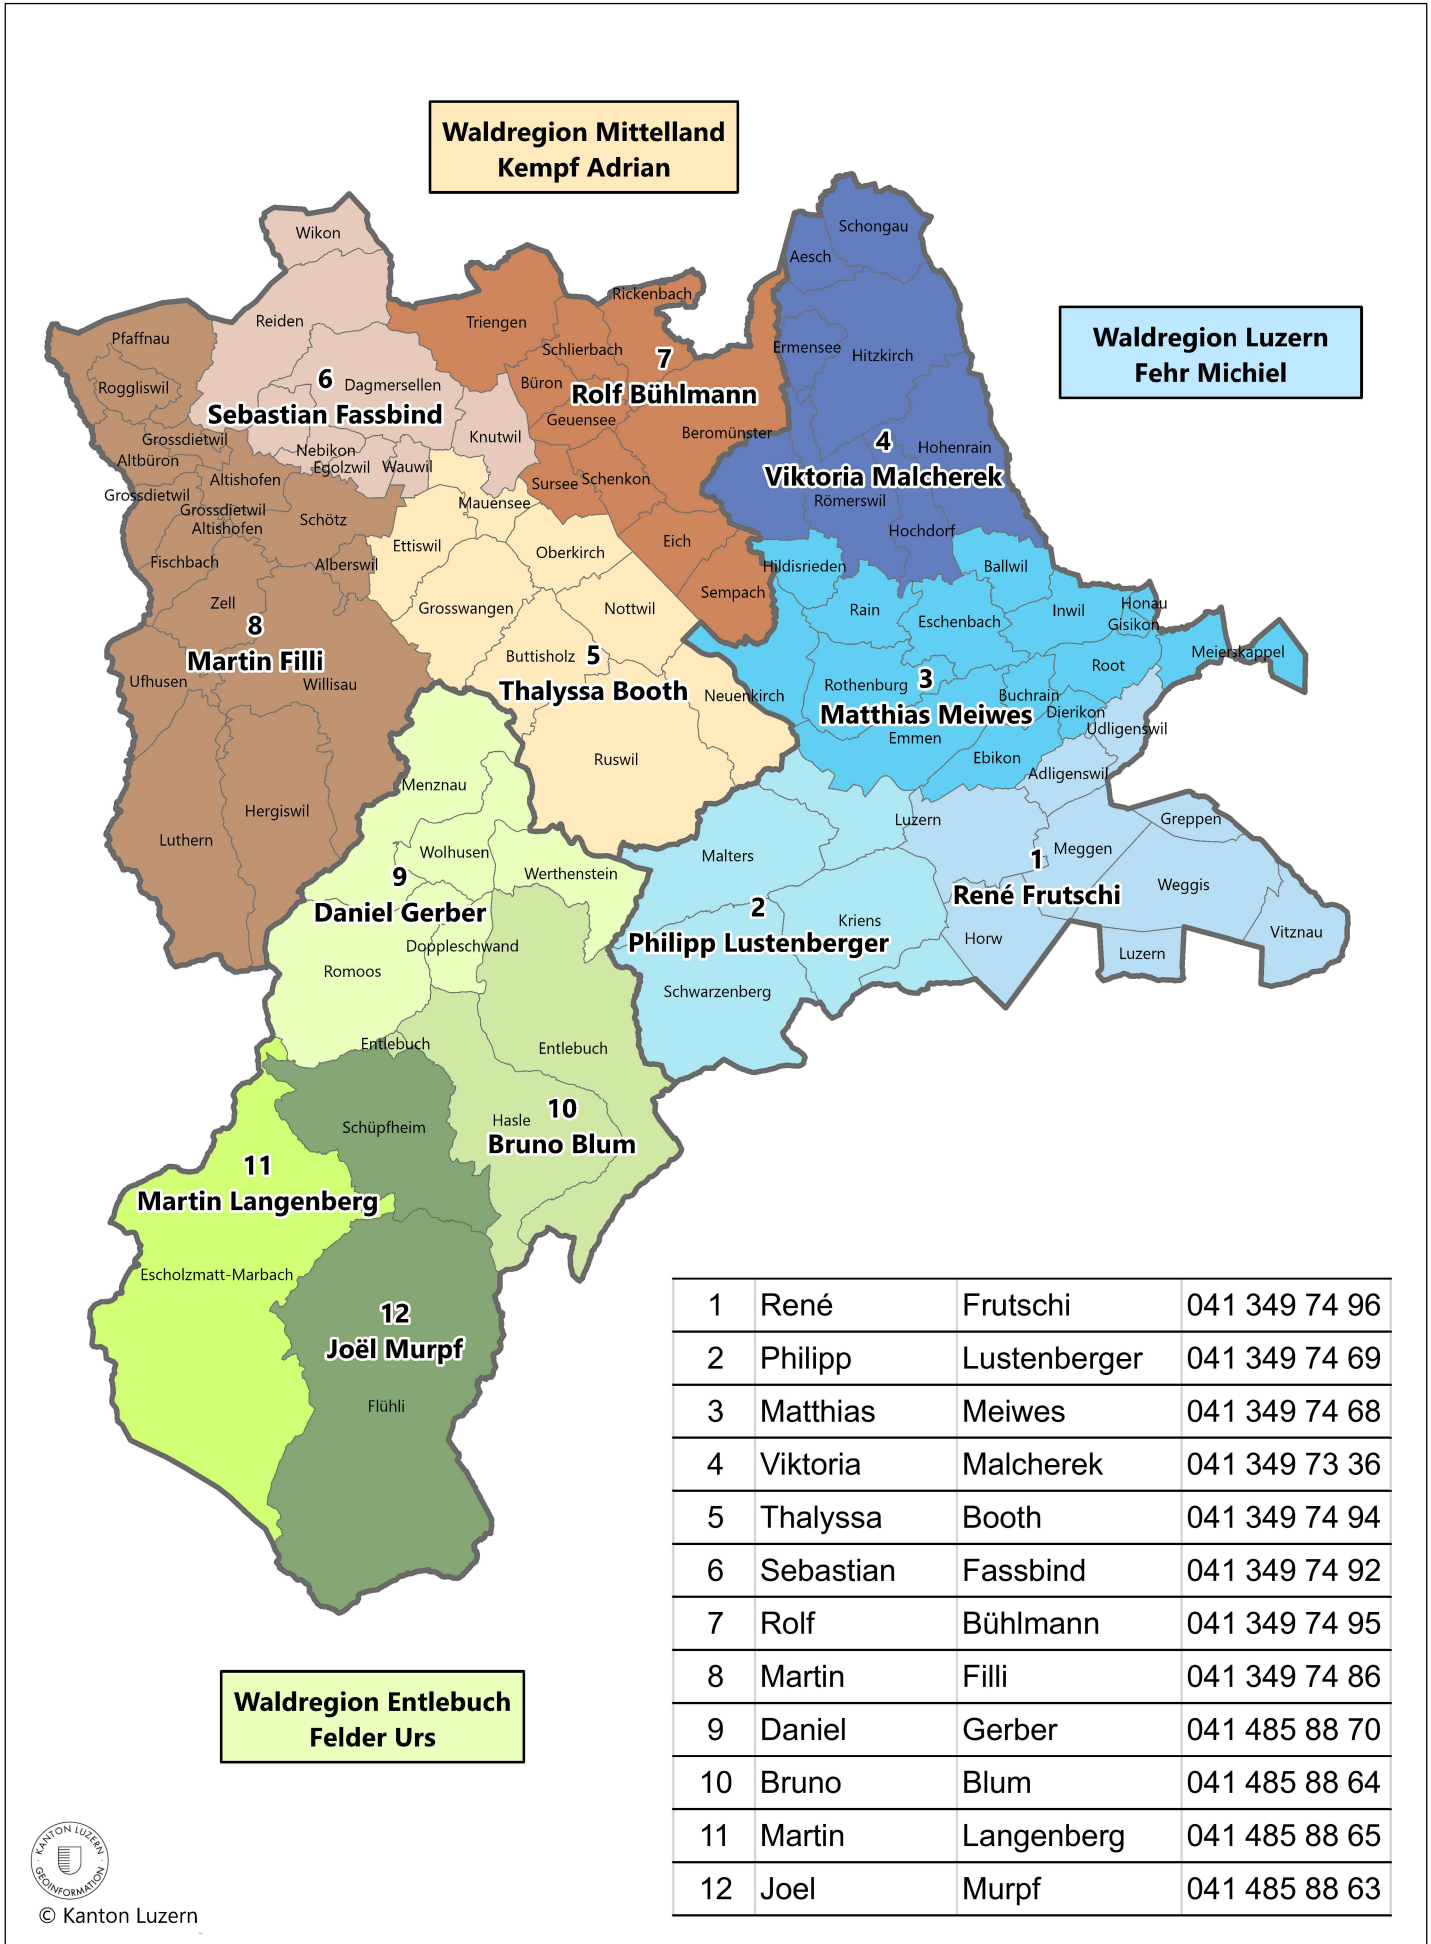 Waldregion Mittelland
Kempf Adrian
Waldregion Luzern
Fehr Michiel
Wikon
Reiden
6
Dagmersellen
Sebastian Fassbind
Nebikon
Egolzwil
Wauwil
Knutwil
Triengen
Rickenbach
Schlierbach
7
Büron
Rolf Bühlmann
Geuensee
Beromünster
Sursee
Schenkon
Eich
Sempach
Schongau
Aesch
Ermensee
Hitzkirch
4
Hohenrain
Viktoria Malcherek
Römerswil
Hochdorf
Pfaffnau
Roggliswil
Grossdietwil
Altbüron
Altishofen
Grossdietwil
Grossdietwil
Altishofen
Schötz
Fischbach
Alberswil
Zell
8
Martin Filli
Ufhusen
Willisau
Hergiswil
Luthern
Mauensee
Ettiswil
Oberkirch
Grosswangen
Nottwil
Buttisholz
5
Thalyssa Booth
Neuenkirch
Ruswil
Hildisrieden
Ballwil
Rain
Eschenbach
Inwil
Honau
Gisikon
Meierskappel
Root
Rothenburg
3
Buchrain
Matthias Meiwes
Dierikon
Udligenswil
Emmen
Ebikon
Adligenswil
Luzern
Greppen
Meggen
1
René Frutschi
Weggis
Horw
Vitznau
Luzern
Malters
2
Kriens
Philipp Lustenberger
Schwarzenberg
Menznau
Wolhusen
Werthenstein
9
Daniel Gerber
Doppleschwand
Romoos
Entlebuch
Entlebuch
Hasle
10
Bruno Blum
Schüpfheim
11
Martin Langenberg
Escholzmatt-Marbach
12
Joël Murpf
Flühli
1 René Frutschi 041 349 74 96
2 Philipp Lustenberger 041 349 74 69
3 Matthias Meiwes 041 349 74 68
4 Viktoria Malcherek 041 349 73 36
5 Thalyssa Booth 041 349 74 94
6 Sebastian Fassbind 041 349 74 92
7 Rolf Bühlmann 041 349 74 95
8 Martin Filli 041 349 74 86
9 Daniel Gerber 041 485 88 70
10 Bruno Blum 041 485 88 64
11 Martin Langenberg 041 485 88 65
12 Joel Murpf 041 485 88 63
Waldregion Entlebuch
Felder Urs
KANTON LUZERN
GEOINFORMATION
© Kanton Luzern